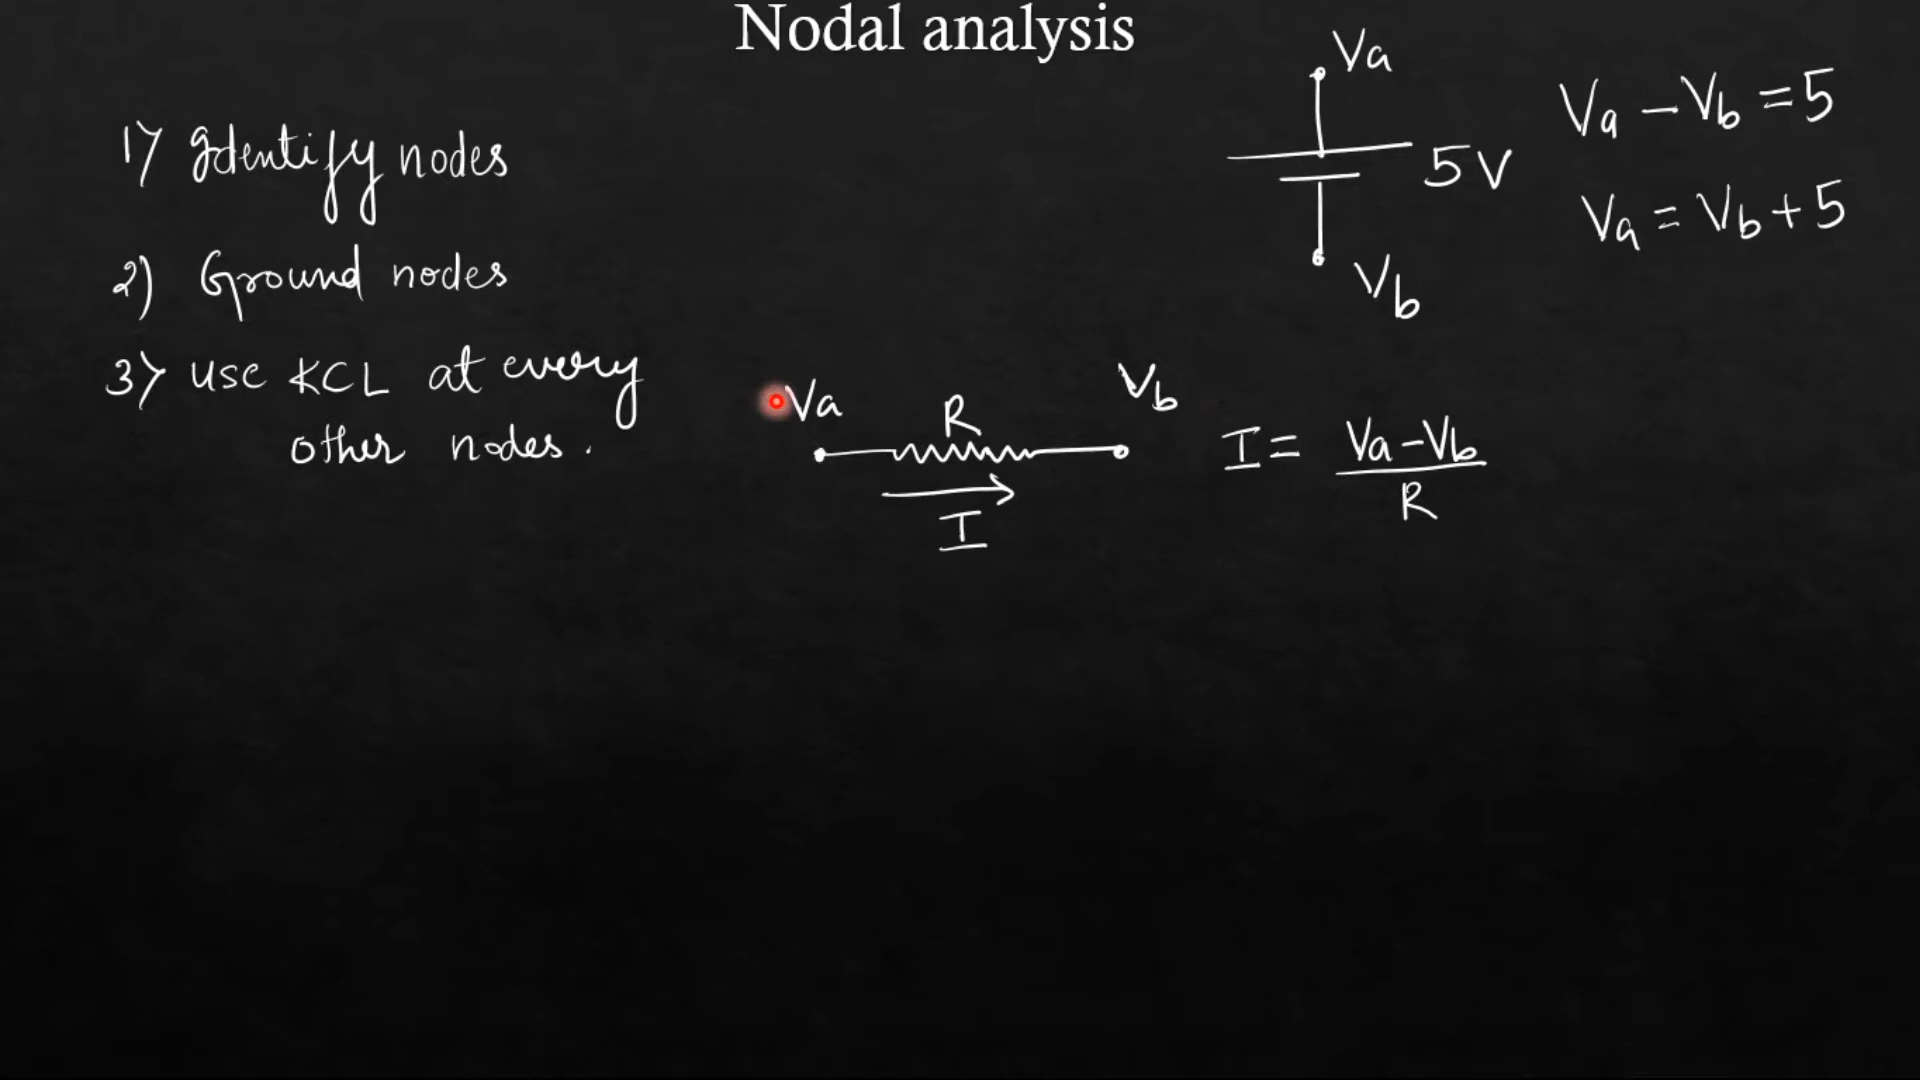 Nodal analysis
1) Identify nodes
2) Ground nodes
3) use KCL at every
other nodes.
Va
5V
Vb
Va - Vb = 5
Va = Vb + 5
Va
R
Vb
I
I = Va - Vb
R